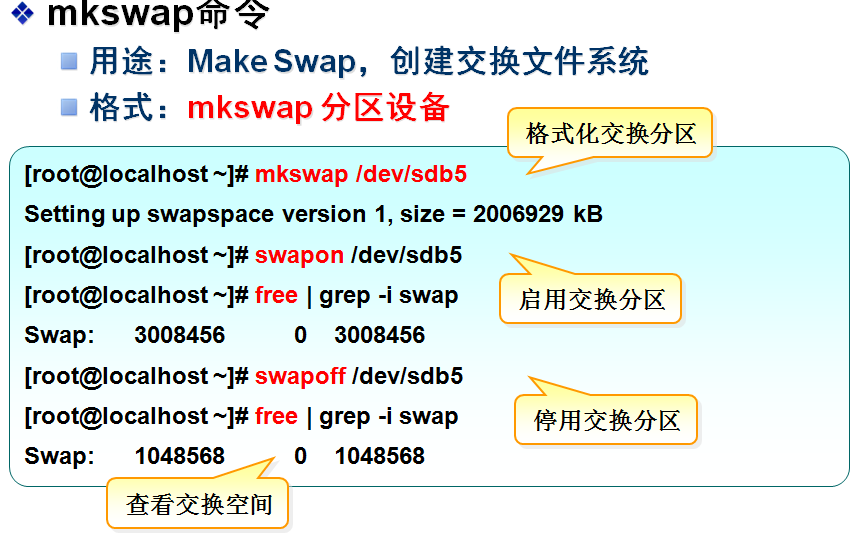 mkswap命令
用途：Make Swap，创建交换文件系统
格式：mkswap 分区设备
格式化交换分区
[root@localhost ~]# mkswap /dev/sdb5
Setting up swapspace version 1, size = 2006929 kB
[root@localhost ~]# swapon /dev/sdb5
启用交换分区
[root@localhost ~]# free | grep -i swap
Swap: 3008456 0 3008456
[root@localhost ~]# swapoff /dev/sdb5
停用交换分区
[root@localhost ~]# free | grep -i swap
Swap: 1048568 0 1048568
查看交换空间